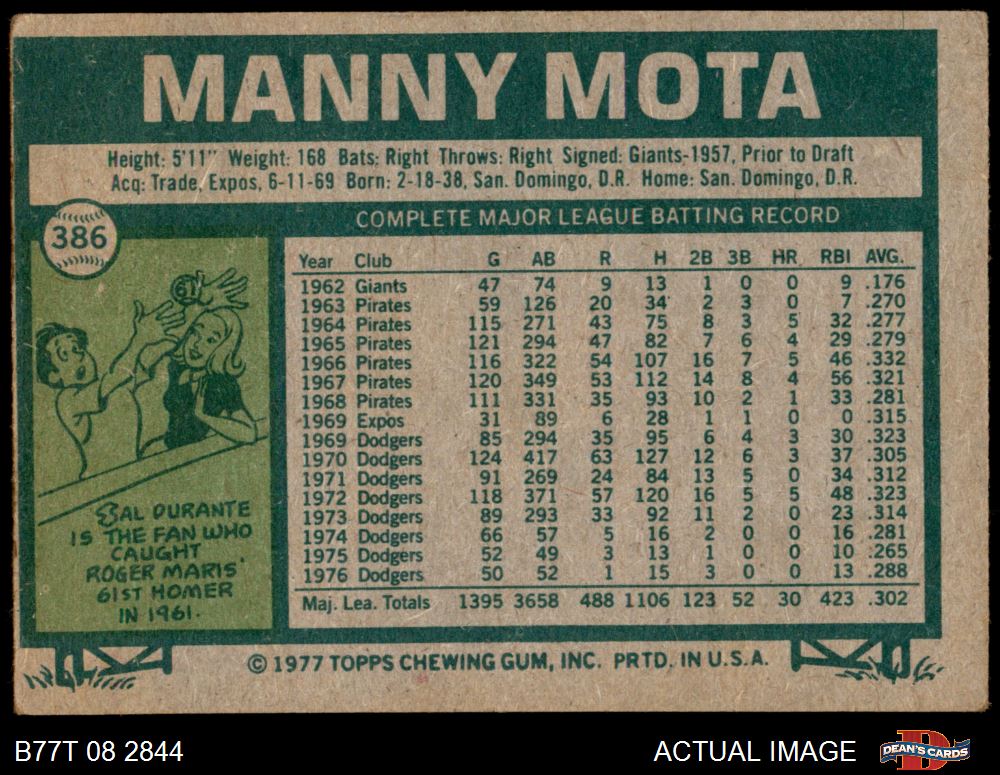 MANNY MOTA
Height: 5'11" Weight: 168 Bats: Right Throws: Right Signed: Giants-1957, Prior to Draft
Acq: Trade, Expos, 6-11-69 Born: 2-18-38, San. Domingo, D.R. Home: San. Domingo, D.R.
386
COMPLETE MAJOR LEAGUE BATTING RECORD
Year Club G AB R H 2B 3B HR RBI AVG.
1962 Giants 47 74 9 13 1 0 0 9 .176
1963 Pirates 59 126 20 34 2 3 0 7 .270
1964 Pirates 115 271 43 75 8 3 5 32 .277
1965 Pirates 121 294 47 82 7 6 4 29 .279
1966 Pirates 116 322 54 107 16 7 5 46 .332
1967 Pirates 120 349 53 112 14 8 4 56 .321
1968 Pirates 111 331 35 93 10 2 1 33 .281
1969 Expos 31 89 6 28 1 1 0 0 .315
1969 Dodgers 85 294 35 95 6 4 3 30 .323
1970 Dodgers 124 417 63 127 12 6 3 37 .305
1971 Dodgers 91 269 24 84 13 5 0 34 .312
1972 Dodgers 118 371 57 120 16 5 5 48 .323
1973 Dodgers 89 293 33 92 11 2 0 23 .314
1974 Dodgers 66 57 5 16 2 0 0 16 .281
1975 Dodgers 52 49 3 13 1 0 0 10 .265
1976 Dodgers 50 52 1 15 3 0 0 13 .288
Maj. Lea. Totals 1395 3658 488 1106 123 52 30 423 .302
61
SAL DURANTE
IS THE FAN WHO
CAUGHT
ROGER MARIS'
61ST HOMER
IN 1961.
© 1977 TOPPS CHEWING GUM, INC. PRTD. IN U.S.A.
B77T 08 2844
ACTUAL IMAGE
DEAN'S CARDS